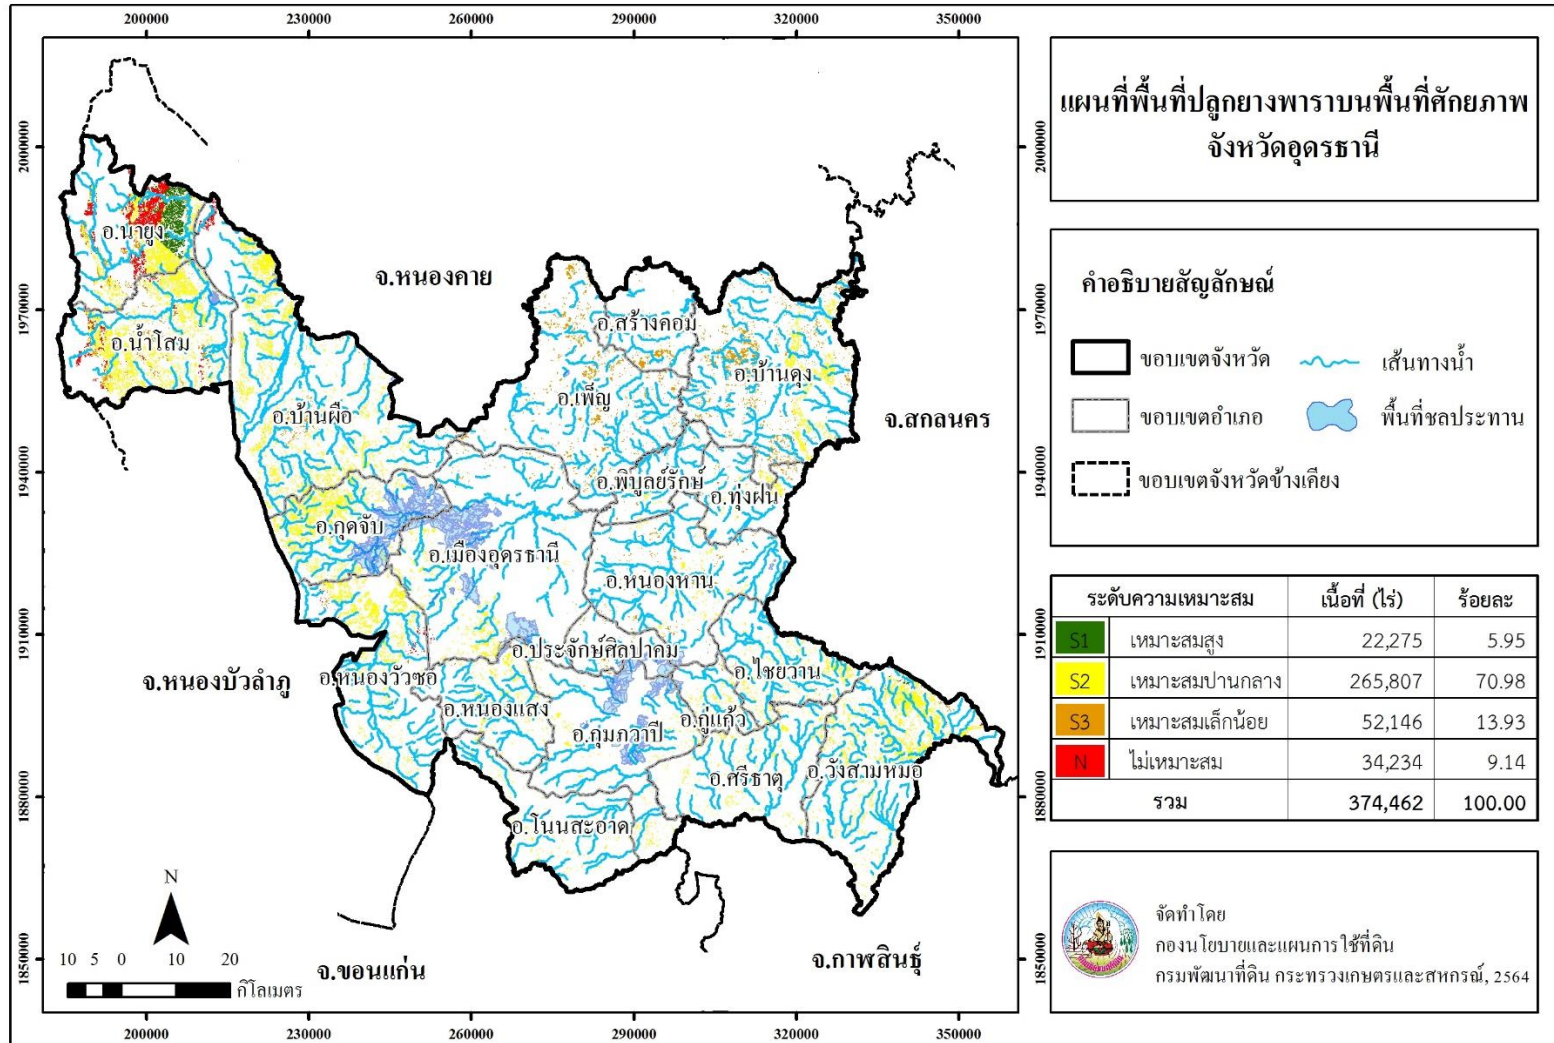 200000 230000 260000 290000 320000 350000
แผนที่พื้นที่ปลูกยางพาราบนพื้นที่ศักยภาพ
จังหวัดอุดรธานี
2000000
2000000
อ.นายูง
จ.หนองคาย
คำอธิบายสัญลักษณ์
1970000
1970000
อ.สร้างคอม
อ.น้ำโสม
ขอบเขตจังหวัด เส้นทางน้ำ
อ.บ้านดุง
อ.เพ็ญ
อ.บ้านผือ
จ.สกลนคร
ขอบเขตอำเภอ พื้นที่ชลประทาน
1940000
1940000
ขอบเขตจังหวัดข้างเคียง
อ.พิบูลย์รักษ์
อ.ทุ่งฝน
อ.กุดจับ
อ.เมืองอุดรธานี
อ.หนองหาน
ระดับความเหมาะสม เนื้อที่ (ไร่) ร้อยละ
1910000
1910000
S1 เหมาะสมสูง 22,275 5.95
อ.ประจักษ์ศิลปาคม
อ.ไชยวาน
อ.หนองวัวซอ
จ.หนองบัวลำภู
S2 เหมาะสมปานกลาง 265,807 70.98
อ.หนองแสง
อ.กู่แก้ว
S3 เหมาะสมเล็กน้อย 52,146 13.93
อ.กุมภวาปี
N ไม่เหมาะสม 34,234 9.14
อ.ศรีธาตุ
อ.วังสามหมอ
1880000
1880000
รวม 374,462 100.00
อ.โนนสะอาด
N
จัดทำโดย
กองนโยบายและแผนการใช้ที่ดิน
กรมพัฒนาที่ดิน กระทรวงเกษตรและสหกรณ์, 2564
1850000
1850000
10 5 0 10 20
กิโลเมตร
จ.ขอนแก่น
จ.กาฬสินธุ์
200000 230000 260000 290000 320000 350000